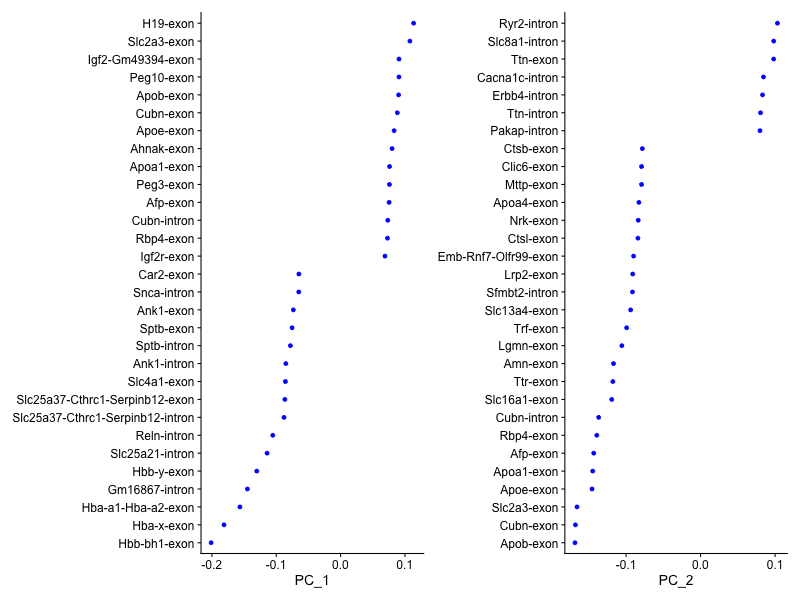 H19-exon
Slc2a3-exon
Igf2-Gm49394-exon
Peg10-exon
Apob-exon
Cubn-exon
Apoe-exon
Ahnak-exon
Apoa1-exon
Peg3-exon
Afp-exon
Cubn-intron
Rbp4-exon
Igf2r-exon
Car2-exon
Snca-intron
Ank1-exon
Sptb-exon
Sptb-intron
Ank1-intron
Slc4a1-exon
Slc25a37-Cthrc1-Serpinb12-exon
Slc25a37-Cthrc1-Serpinb12-intron
Reln-intron
Slc25a21-intron
Hbb-y-exon
Gm16867-intron
Hba-a1-Hba-a2-exon
Hba-x-exon
Hbb-bh1-exon
-0.2 -0.1 0.0 0.1
PC_1
Ryr2-intron
Slc8a1-intron
Ttn-exon
Cacna1c-intron
Erbb4-intron
Ttn-intron
Pakap-intron
Ctsb-exon
Clic6-exon
Mttp-exon
Apoa4-exon
Nrk-exon
Ctsl-exon
Emb-Rnf7-Olfr99-exon
Lrp2-exon
Sfmbt2-intron
Slc13a4-exon
Trf-exon
Lgmn-exon
Amn-exon
Ttr-exon
Slc16a1-exon
Cubn-intron
Rbp4-exon
Afp-exon
Apoa1-exon
Apoe-exon
Slc2a3-exon
Cubn-exon
Apob-exon
-0.1 0.0 0.1
PC_2